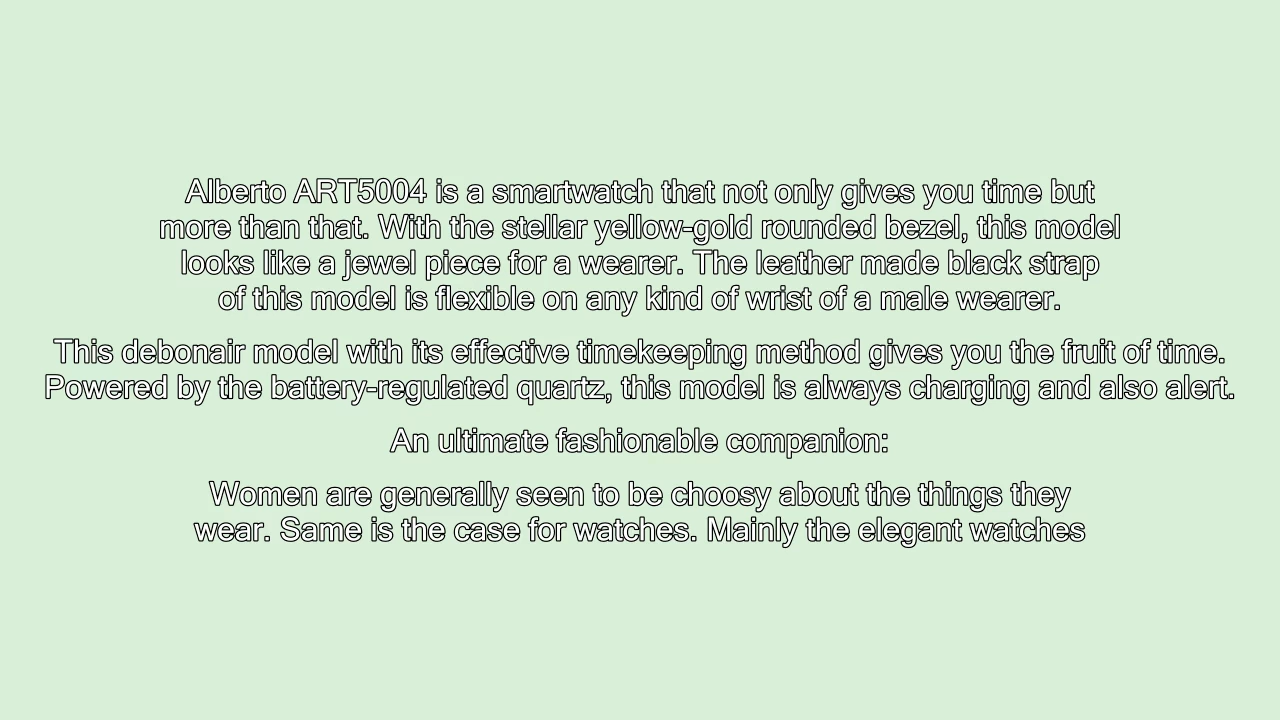 Alberto ART5004 is a smartwatch that not only gives you time but
more than that. With the stellar yellow-gold rounded bezel, this model
looks like a jewel piece for a wearer. The leather made black strap
of this model is flexible on any kind of wrist of a male wearer.
This debonair model with its effective timekeeping method gives you the fruit of time.
Powered by the battery-regulated quartz, this model is always charging and also alert.
An ultimate fashionable companion:
Women are generally seen to be choosy about the things they
wear. Same is the case for watches. Mainly the elegant watches